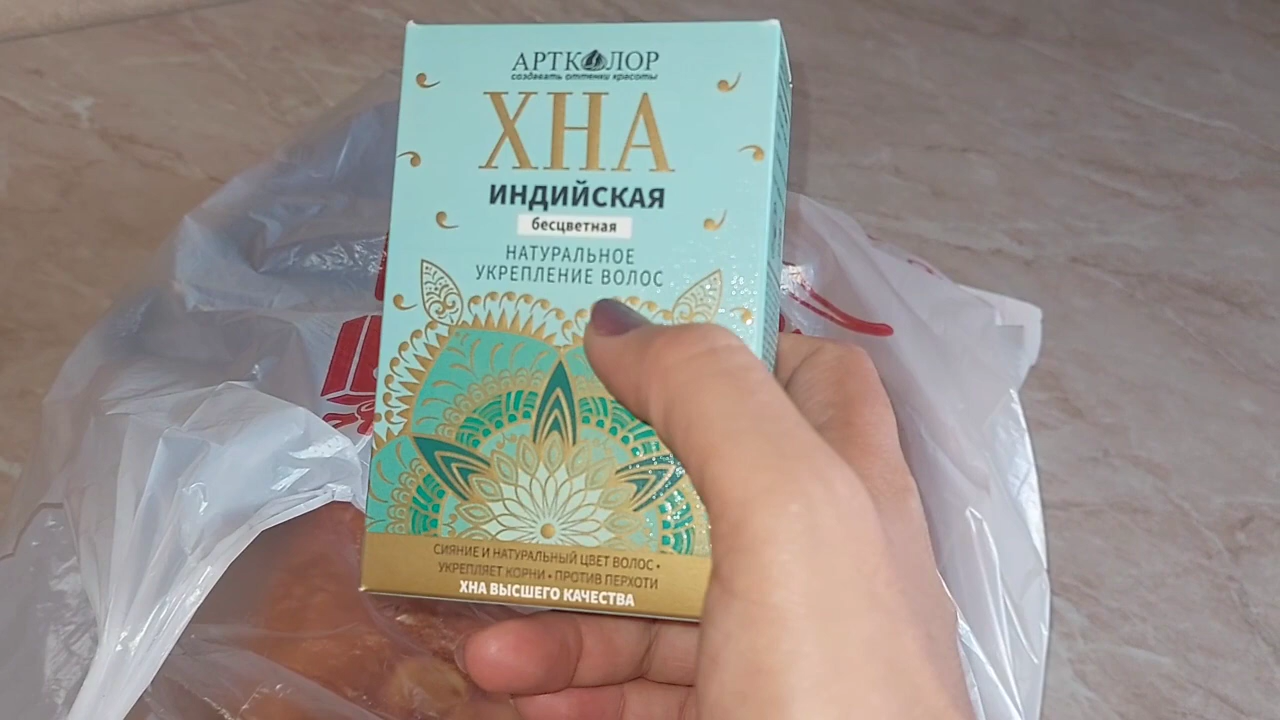 АРТКОЛОР
создавать оттенки красоты
ХНА
ИНДИЙСКАЯ
бесцветная
НАТУРАЛЬНОЕ
УКРЕПЛЕНИЕ ВОЛОС
СИЯНИЕ И НАТУРАЛЬНЫЙ ЦВЕТ ВОЛОС •
УКРЕПЛЯЕТ КОРНИ • ПРОТИВ ПЕРХОТИ
ХНА ВЫСШЕГО КАЧЕСТВА